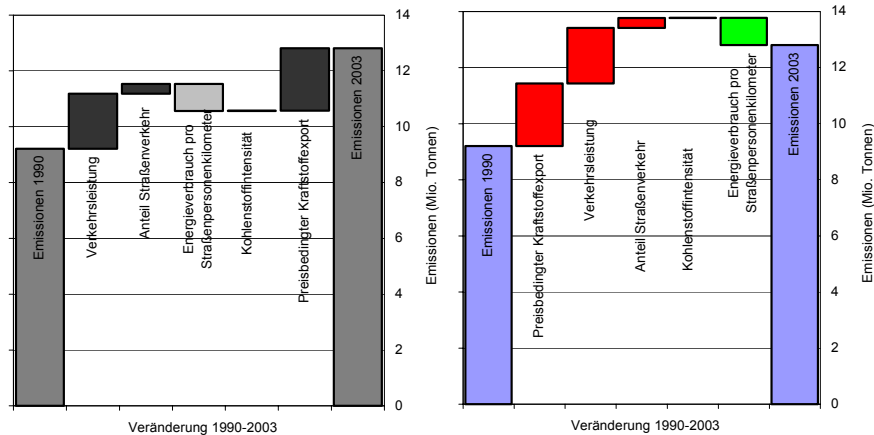 Emissionen 1990
Verkehrsleistung
Anteil Straßenverkehr
Energieverbrauch pro
Straßenpersonenkilometer
Kohlenstoffintensität
Preisbedingter Kraftstoffexport
Emissionen 2003
14
12
10
8
6
4
2
0
Emissionen (Mio. Tonnen)
Veränderung 1990-2003
Emissionen 1990
Preisbedingter Kraftstoffexport
Verkehrsleistung
Anteil Straßenverkehr
Kohlenstoffintensität
Energieverbrauch pro
Straßenpersonenkilometer
Emissionen 2003
14
12
10
8
6
4
2
0
Emissionen (Mio. Tonnen)
Veränderung 1990-2003